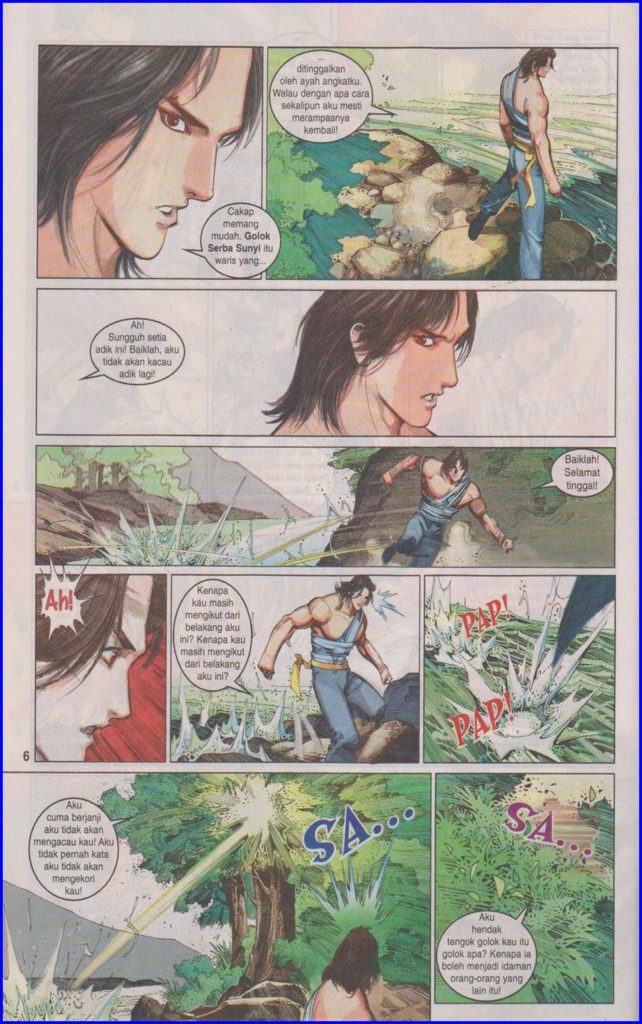 Cakap
memang
mudah. Golok
Serba Sunyi itu
waris yang...
...
ditinggalkan
oleh ayah angkatku.
Walau dengan apa cara
sekalipun aku mesti
merampasnya
kembali!
Ah!
Sungguh setia
adik ini! Baiklah, aku
tidak akan kacau
adik lagi!
Baiklah!
Selamat
tinggal!
Ah!
Kenapa
kau masih
mengikut dari
belakang aku
ini? Kenapa kau
masih mengikut
dari belakang
aku ini?
PAP!
PAP!
6
Aku
cuma berjanji
aku tidak akan
mengacau kau! Aku
tidak pernah kata
aku tidak akan
mengekori
kau!
SA...
SA...
Aku
hendak
tengok golok kau itu
golok apa? Kenapa ia
boleh menjadi idaman
orang-orang yang
lain itu!